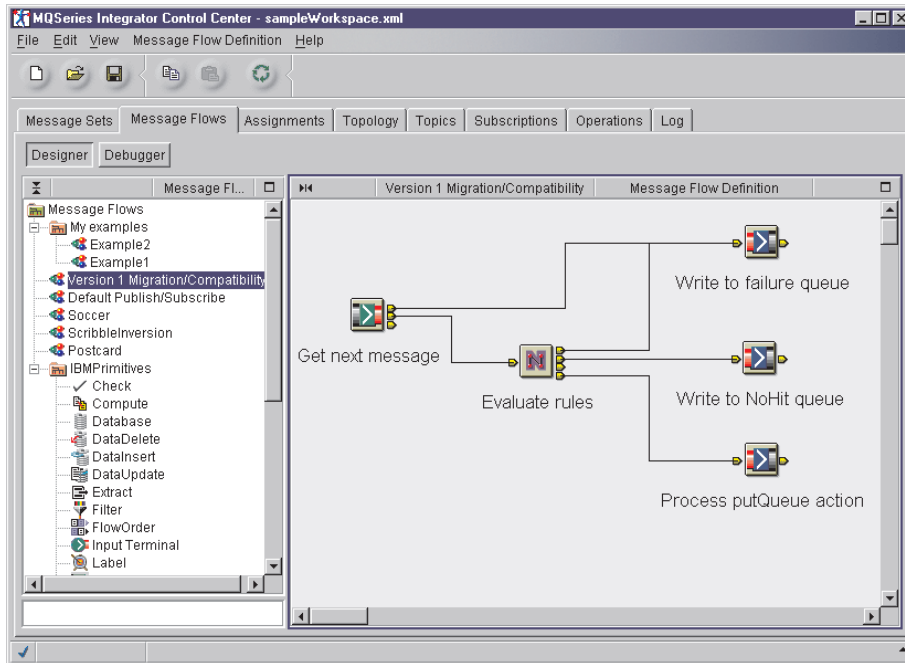 MQSeries Integrator Control Center - sampleWorkspace.xml
File Edit View Message Flow Definition Help
Message Sets Message Flows Assignments Topology Topics Subscriptions Operations Log
Designer Debugger
Message Fl...
Version 1 Migration/Compatibility Message Flow Definition
Message Flows
My examples
Example2
Example1
Version 1 Migration/Compatibility
Default Publish/Subscribe
Soccer
ScribbleInversion
Postcard
IBMPrimitives
Check
Compute
Database
DataDelete
DataInsert
DataUpdate
Extract
Filter
FlowOrder
Input Terminal
Label
Write to failure queue
Get next message
Evaluate rules
Write to NoHit queue
Process putQueue action